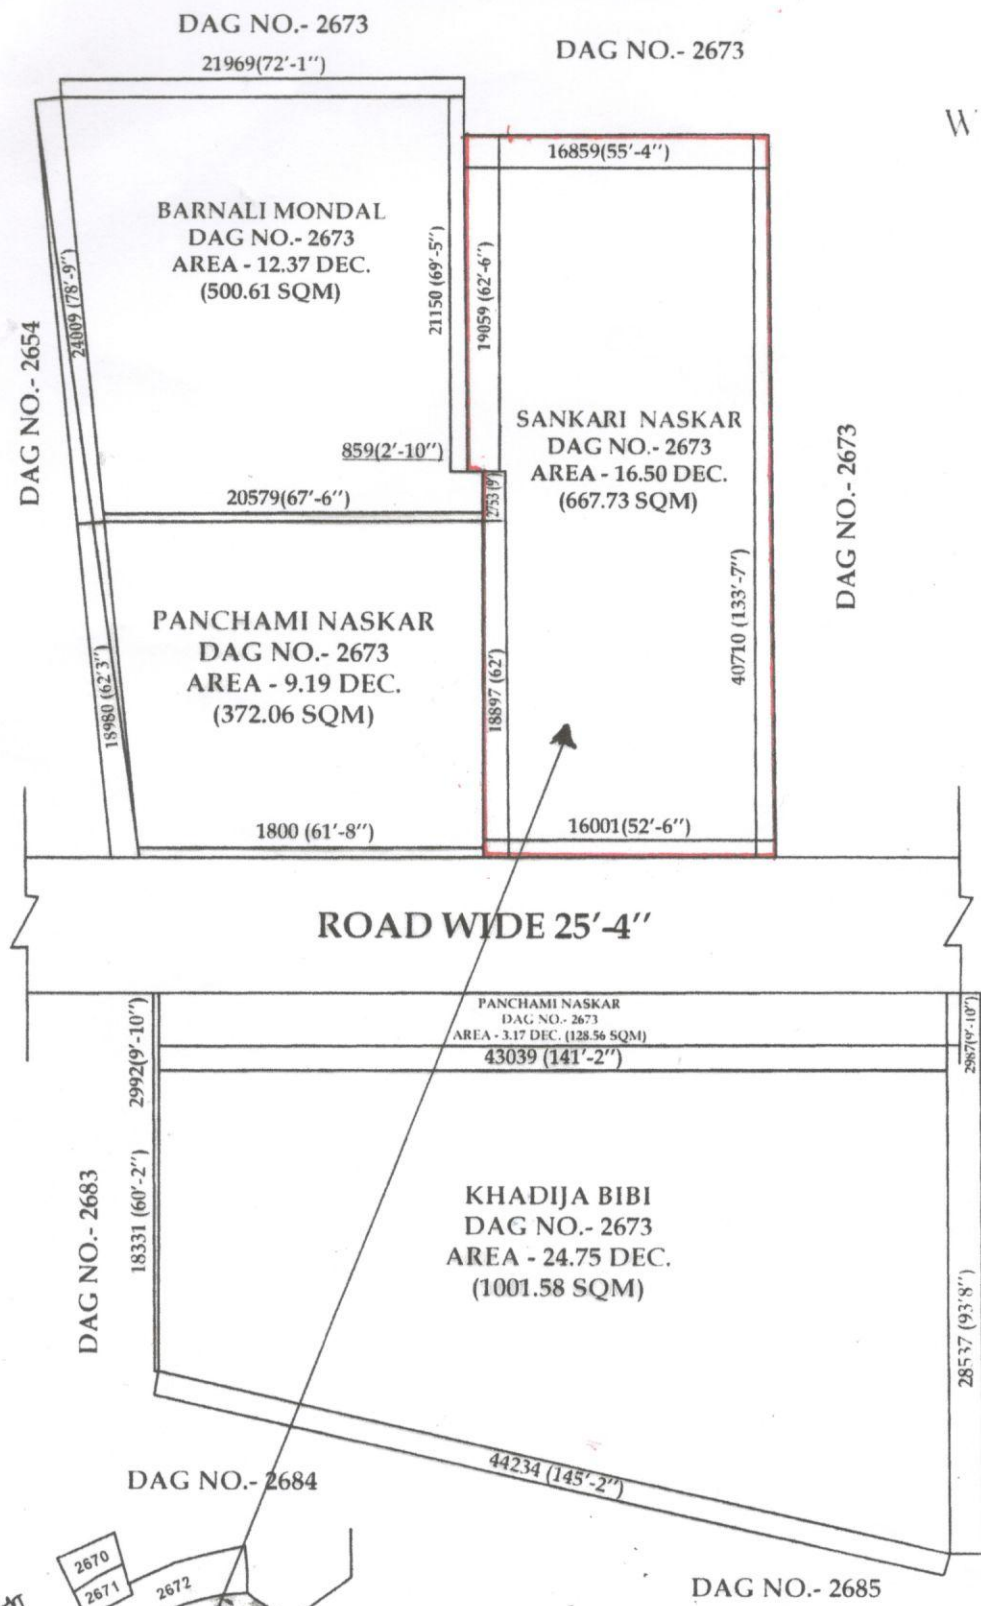 DAG NO.- 2673
DAG NO.- 2673
21969(72'-1'')
W
16859(55'-4'')
BARNALI MONDAL
DAG NO.- 2673
AREA - 12.37 DEC.
(500.61 SQM)
24009 (78'-9'')
21150 (69'-5'')
19059 (62'-6'')
DAG NO.- 2654
859(2'-10'')
20579(67'-6'')
2753 (9')
SANKARI NASKAR
DAG NO.- 2673
AREA - 16.50 DEC.
(667.73 SQM)
DAG NO.- 2673
40710 (133'-7'')
PANCHAMI NASKAR
DAG NO.- 2673
AREA - 9.19 DEC.
(372.06 SQM)
18980 (62'3'')
18897 (62')
1800 (61'-8'')
16001(52'-6'')
ROAD WIDE 25'-4''
PANCHAMI NASKAR
DAG NO.- 2673
AREA - 3.17 DEC. (128.56 SQM)
43039 (141'-2'')
2992(9'-10'')
2987(9'-10'')
18331 (60'-2'')
DAG NO.- 2683
KHADIJA BIBI
DAG NO.- 2673
AREA - 24.75 DEC.
(1001.58 SQM)
28537 (93'8'')
44234 (145'-2'')
DAG NO.- 2684
2670
2671
2672
DAG NO.- 2685